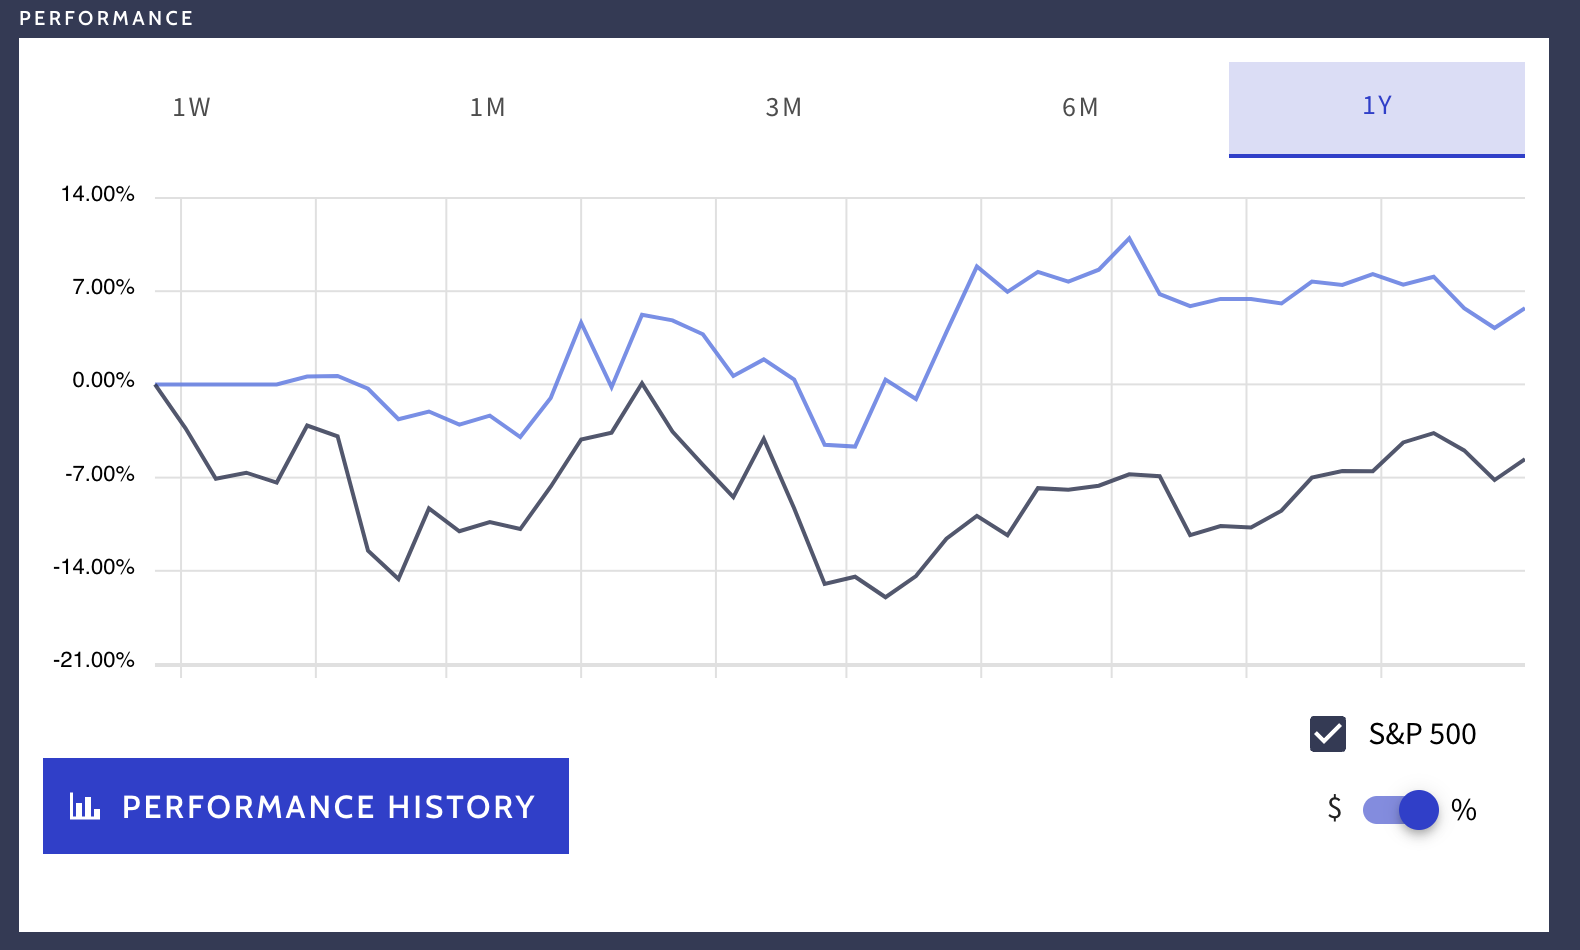 PERFORMANCE
1W 1M 3M 6M 1Y
14.00%
7.00%
0.00%
-7.00%
-14.00%
-21.00%
S&P 500
$ %
PERFORMANCE HISTORY